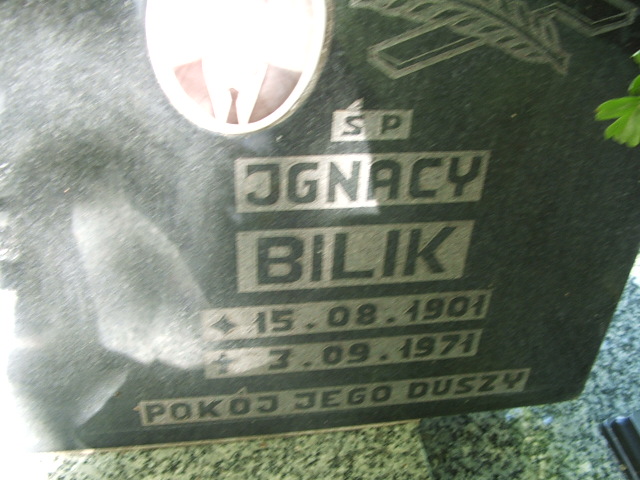 ŚP
JGNACY
BILIK
✦ 15.08.1901
† 3.09.1971
POKÓJ JEGO DUSZY